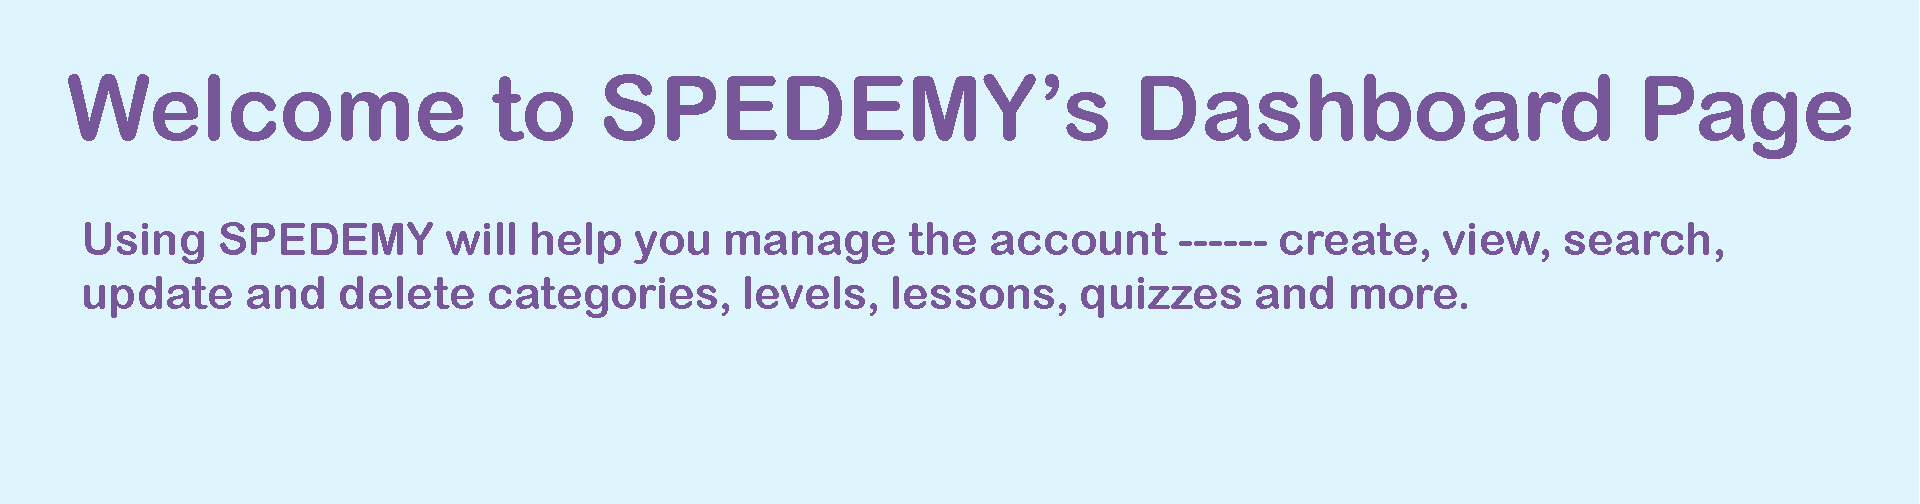 Welcome to SPEDEMY’s Dashboard Page
Using SPEDEMY will help you manage the account ------ create, view, search,
update and delete categories, levels, lessons, quizzes and more.